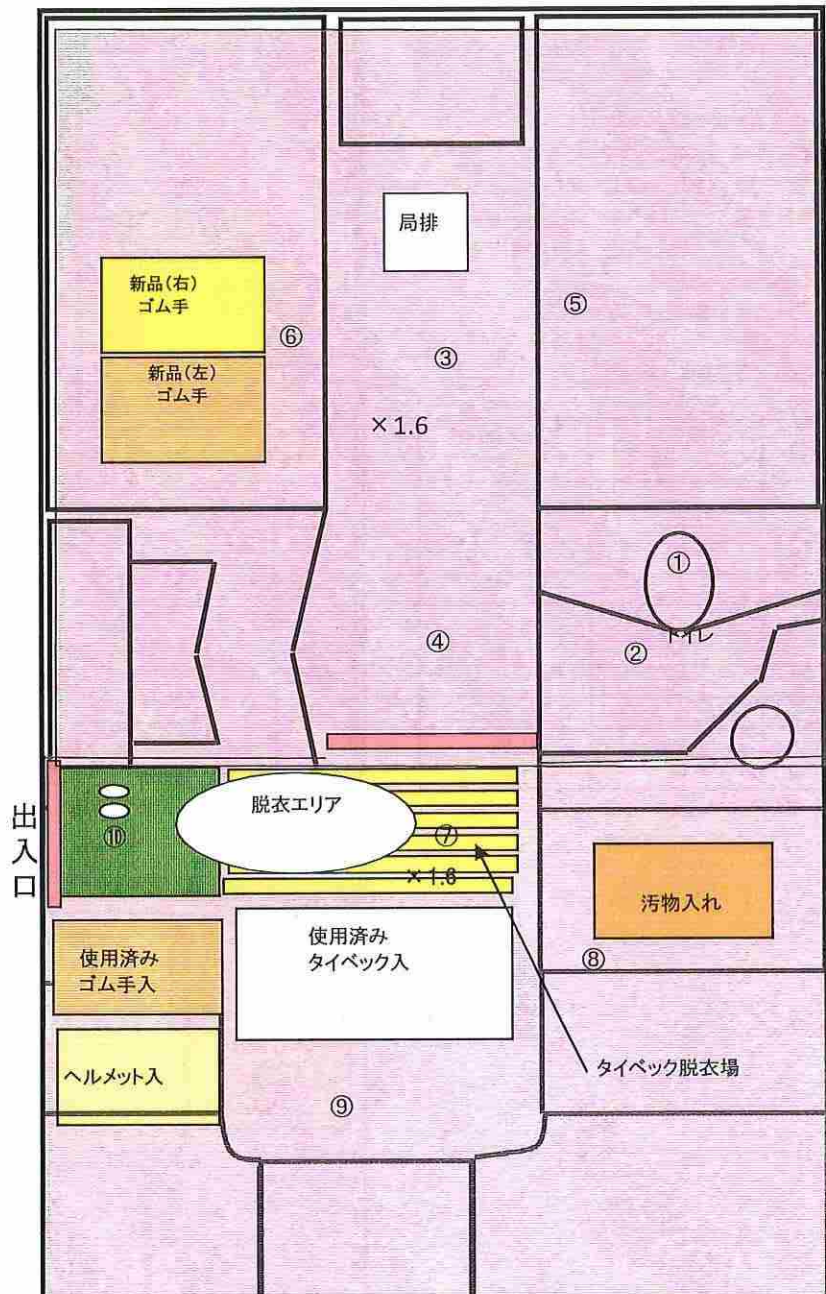 局排
新品(右)
ゴム手
⑤
⑥
③
新品(左)
ゴム手
×1.6
①
④
②
トイレ
出入口
脱衣エリア
⑩
⑦
×1.6
汚物入れ
使用済み
タイベック入
使用済み
ゴム手入
⑧
タイベック脱衣場
ヘルメット入
⑨